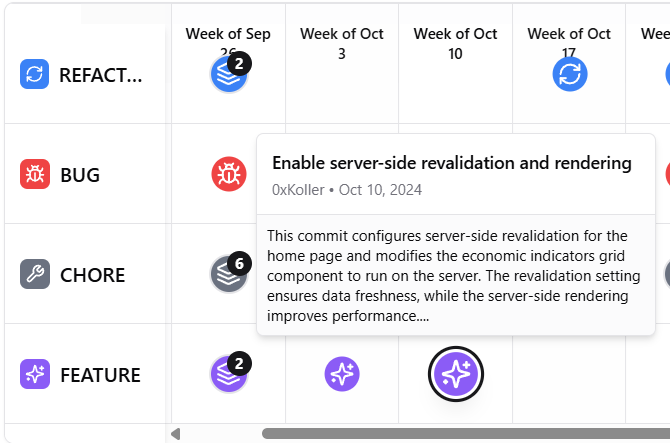 Week of Sep 26
Week of Oct 3
Week of Oct 10
Week of Oct 17
Wee
REFACT...
2
BUG
Enable server-side revalidation and rendering
0xKoller • Oct 10, 2024
This commit configures server-side revalidation for the
home page and modifies the economic indicators grid
component to run on the server. The revalidation setting
ensures data freshness, while the server-side rendering
improves performance....
CHORE
6
FEATURE
2